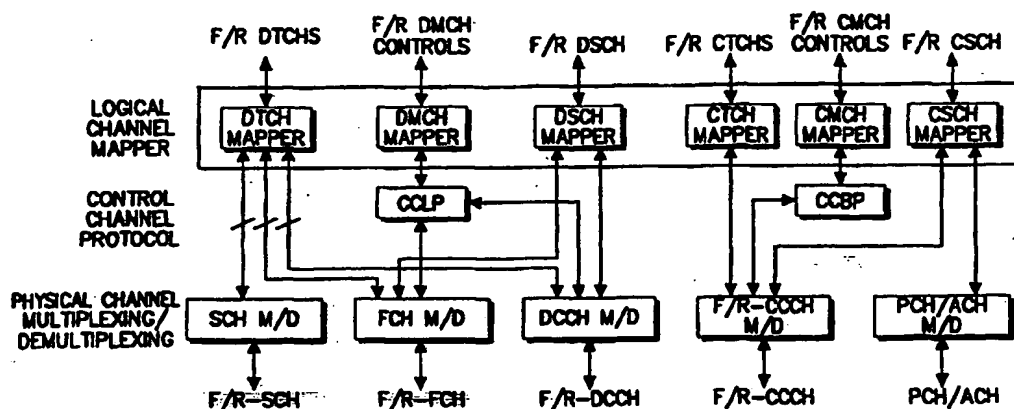 F/R DTCHS
F/R DMCH
CONTROLS
F/R DSCH
F/R CTCHS
F/R CMCH
CONTROLS
F/R CSCH
LOGICAL
CHANNEL
MAPPER
DTCH
MAPPER
DMCH
MAPPER
DSCH
MAPPER
CTCH
MAPPER
CMCH
MAPPER
CSCH
MAPPER
CONTROL
CHANNEL
PROTOCOL
CCLP
CCBP
PHYSICAL CHANNEL
MULTIPLEXING/
DEMULTIPLEXING
SCH M/D
FCH M/D
DCCH M/D
F/R-CCCH
M/D
PCH/ACH
M/D
F/R-SCH
F/R-FCH
F/R-DCCH
F/R-CCCH
PCH/ACH